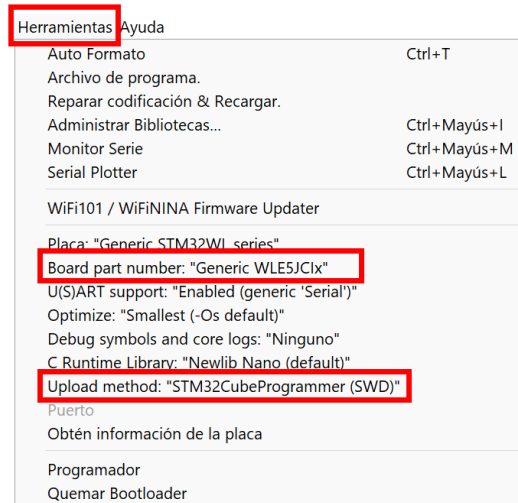 Herramientas Ayuda
Auto Formato Ctrl+T
Archivo de programa.
Reparar codificación & Recargar.
Administrar Bibliotecas... Ctrl+Mayús+I
Monitor Serie Ctrl+Mayús+M
Serial Plotter Ctrl+Mayús+L
WiFi101 / WiFiNINA Firmware Updater
Placa: "Generic STM32WL series"
Board part number: "Generic WLE5JCIx"
U(S)ART support: "Enabled (generic 'Serial')"
Optimize: "Smallest (-Os default)"
Debug symbols and core logs: "Ninguno"
C Runtime Library: "Newlib Nano (default)"
Upload method: "STM32CubeProgrammer (SWD)"
Puerto
Obtén información de la placa
Programador
Quemar Bootloader